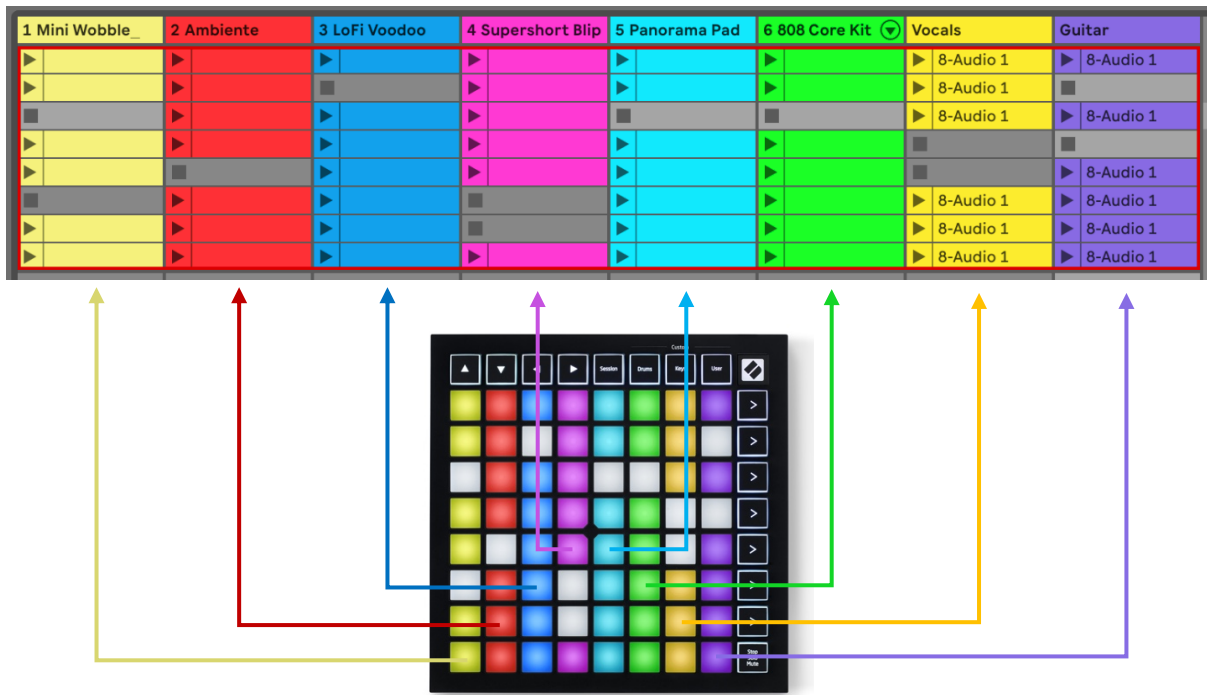 1 Mini Wobble_ 2 Ambiente 3 LoFi Voodoo 4 Supershort Blip 5 Panorama Pad 6 808 Core Kit Vocals Guitar
8-Audio 1 8-Audio 1
8-Audio 1
8-Audio 1 8-Audio 1
8-Audio 1
8-Audio 1 8-Audio 1
8-Audio 1 8-Audio 1
8-Audio 1 8-Audio 1
Session Drums User
Stop
Mute